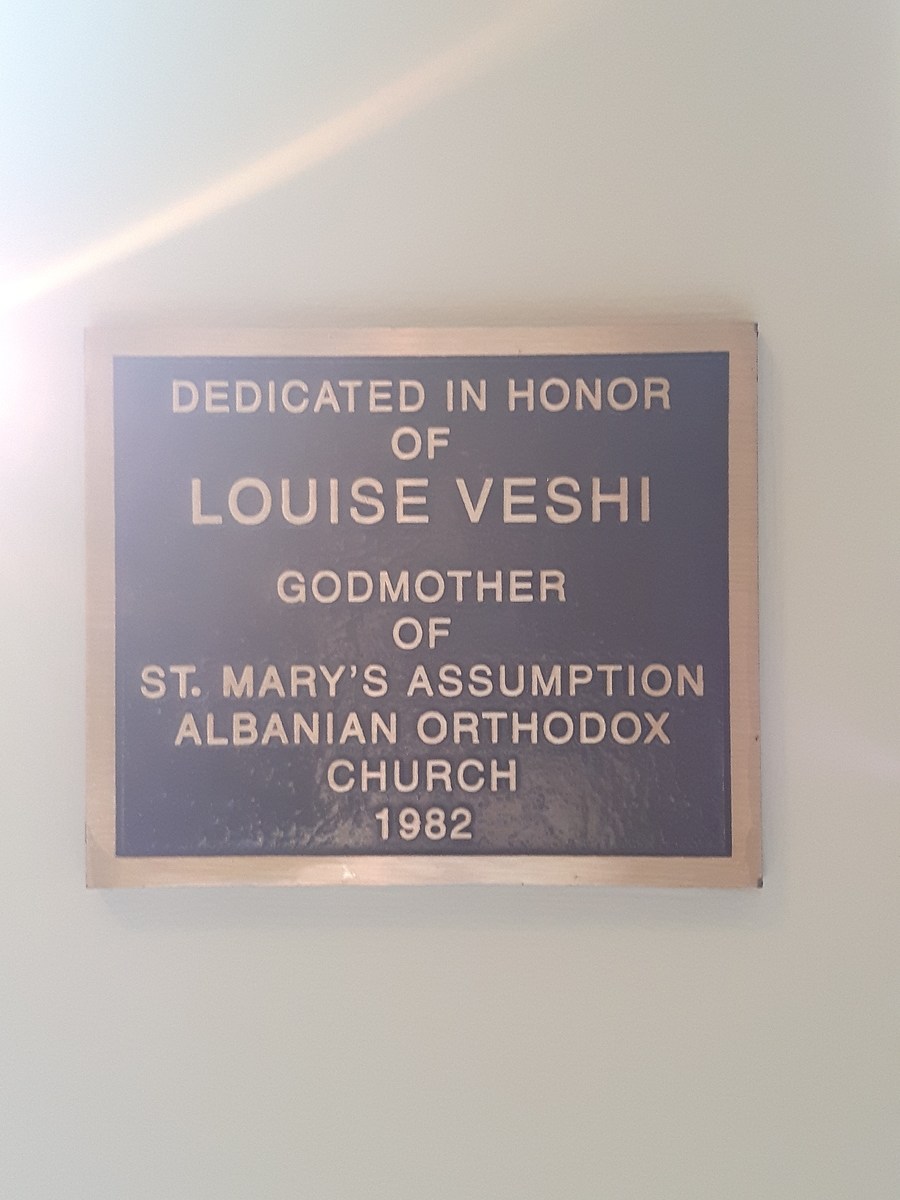 DEDICATED IN HONOR
OF
LOUISE VESHI
GODMOTHER
OF
ST. MARY'S ASSUMPTION
ALBANIAN ORTHODOX
CHURCH
1982